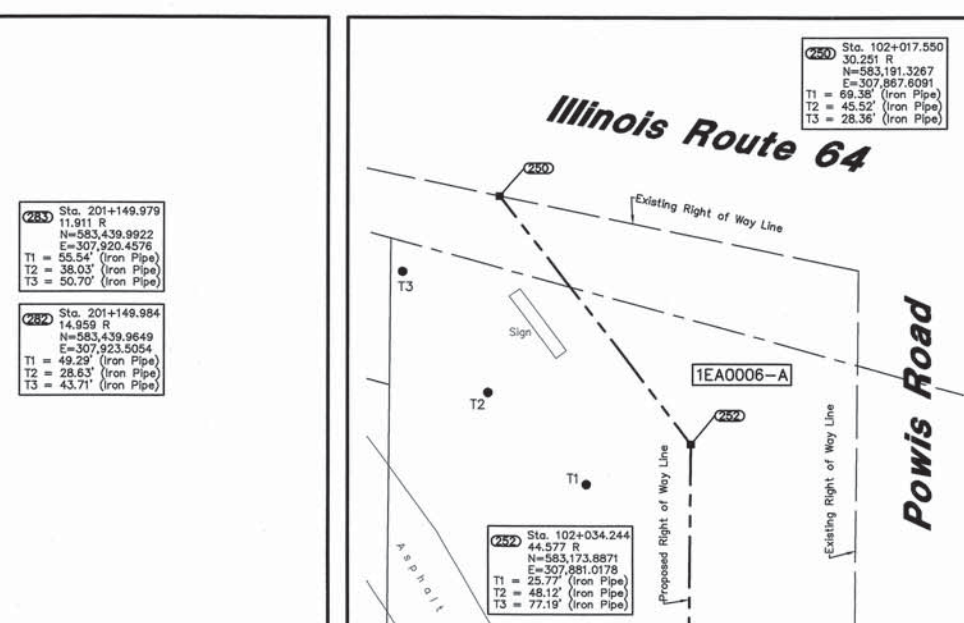 283 Sta. 201+149.979
11.911 R
N=583,439.9922
E=307,920.4576
T1 = 55.54' (Iron Pipe)
T2 = 38.03' (Iron Pipe)
T3 = 50.70' (Iron Pipe)
282 Sta. 201+149.984
14.959 R
N=583,439.9649
E=307,923.5054
T1 = 49.29' (Iron Pipe)
T2 = 28.63' (Iron Pipe)
T3 = 43.71' (Iron Pipe)
250 Sta. 102+017.550
30.251 R
N=583,191.3267
E=307,867.6091
T1 = 69.38' (Iron Pipe)
T2 = 45.52' (Iron Pipe)
T3 = 28.36' (Iron Pipe)
Illinois Route 64
250
Existing Right of Way Line
T3
Sign
1EA0006-A
T2
252
Powis Road
T1
Proposed Right of Way Line
Existing Right of Way Line
Asphalt
252 Sta. 102+034.244
44.577 R
N=583,173.8871
E=307,881.0178
T1 = 25.77' (Iron Pipe)
T2 = 48.12' (Iron Pipe)
T3 = 77.19' (Iron Pipe)